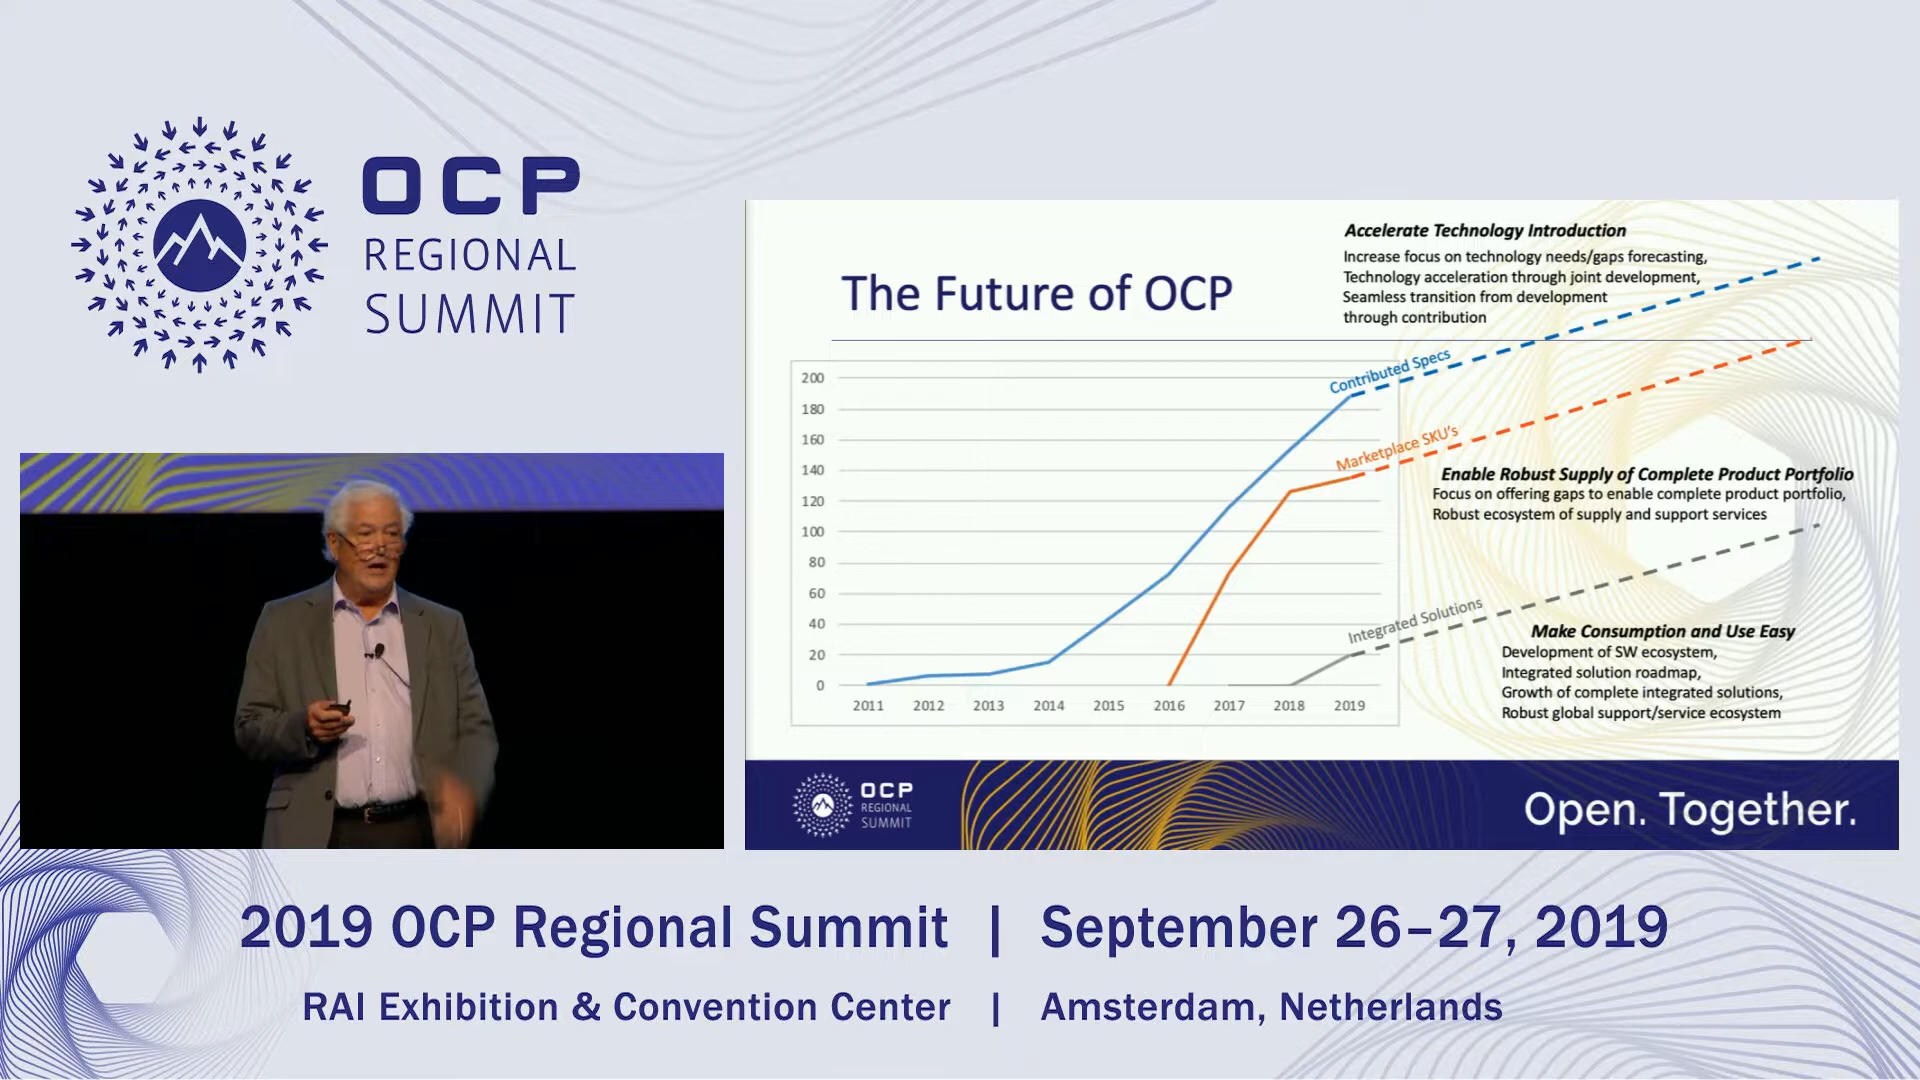 OCP
REGIONAL
SUMMIT
The Future of OCP
Accelerate Technology Introduction
Increase focus on technology needs/gaps forecasting,
Technology acceleration through joint development,
Seamless transition from development
through contribution
Contributed Specs
Marketplace SKU's
Integrated Solutions
200
180
160
140
120
100
80
60
40
20
0
2011 2012 2013 2014 2015 2016 2017 2018 2019
Enable Robust Supply of Complete Product Portfolio
Focus on offering gaps to enable complete product portfolio,
Robust ecosystem of supply and support services
Make Consumption and Use Easy
Development of SW ecosystem,
Integrated solution roadmap,
Growth of complete integrated solutions,
Robust global support/service ecosystem
OCP
REGIONAL
SUMMIT
Open. Together.
2019 OCP Regional Summit | September 26–27, 2019
RAI Exhibition & Convention Center | Amsterdam, Netherlands